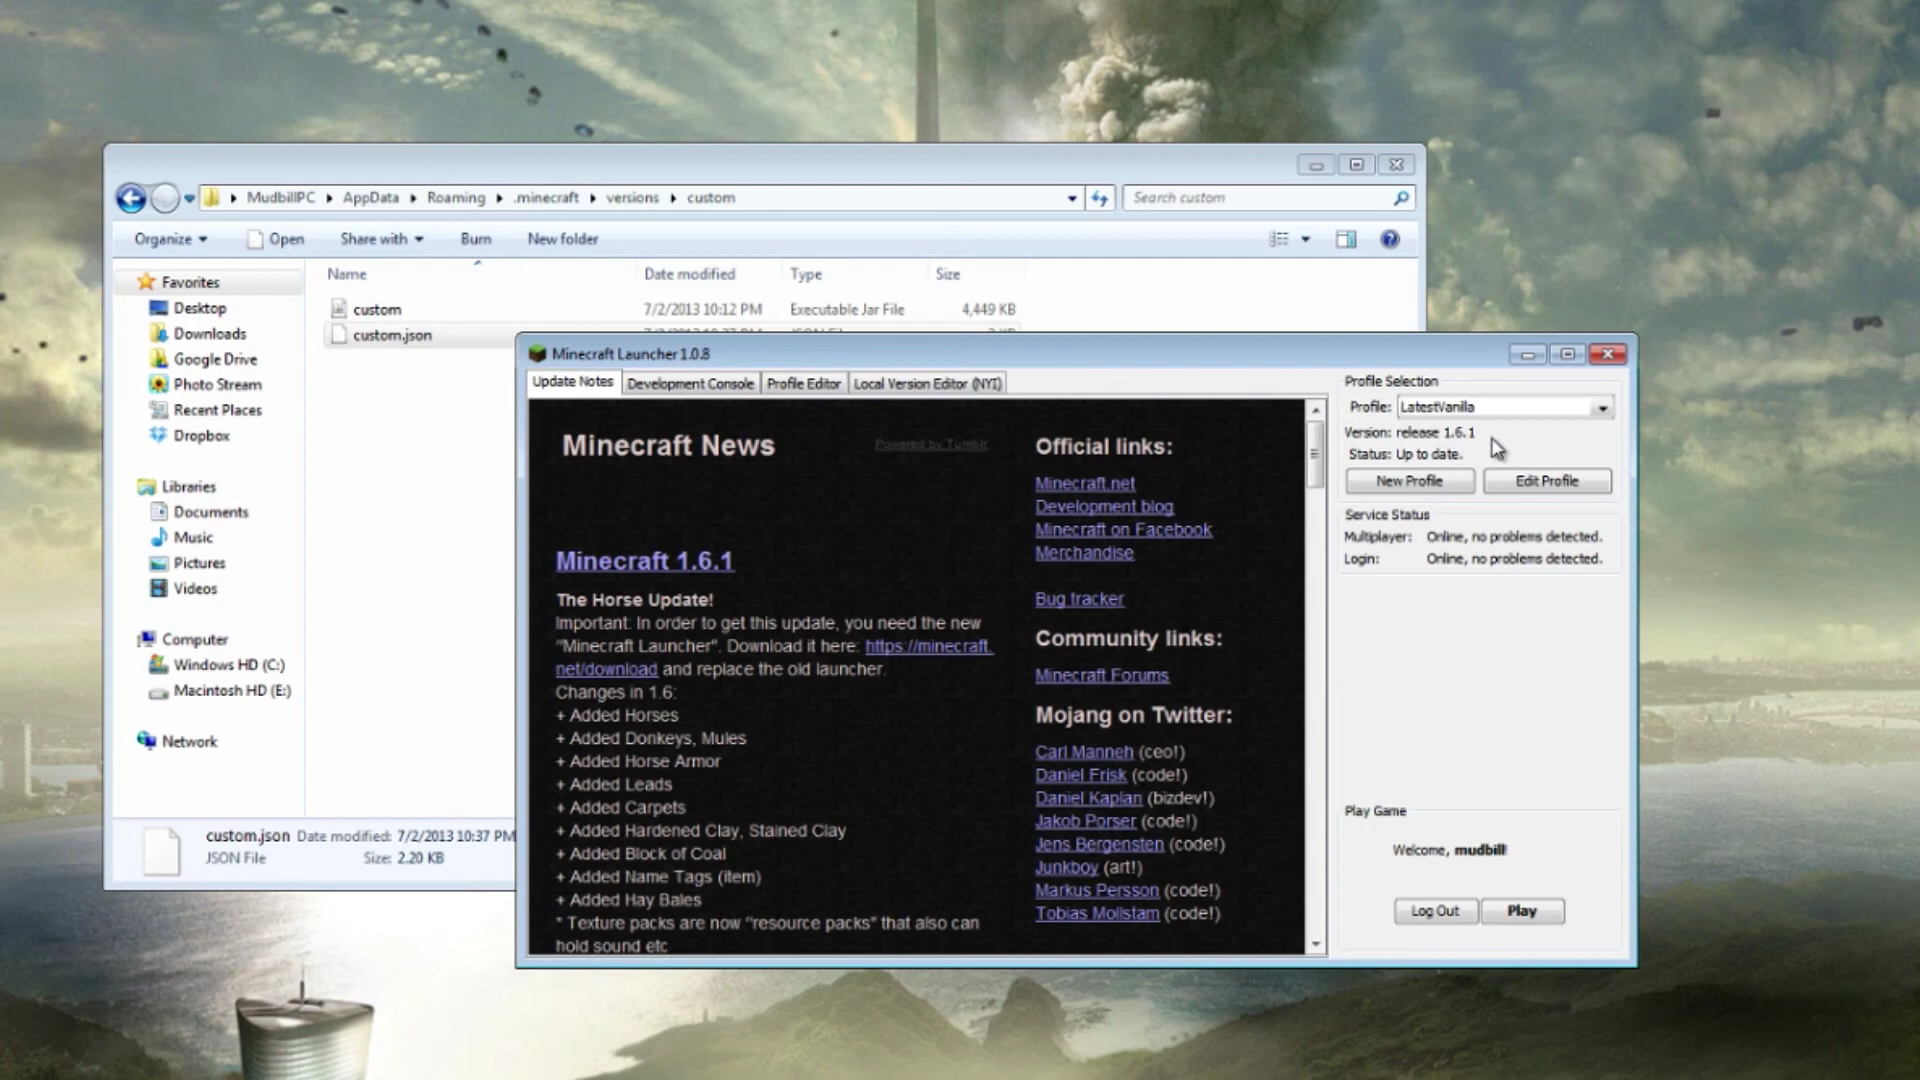 MudbillPC ▸ AppData ▸ Roaming ▸ .minecraft ▸ versions ▸ custom
Search custom
Organize Open Share with Burn New folder
Name Date modified Type Size
custom 7/2/2013 10:12 PM Executable Jar File 4,449 KB
custom.json
Favorites
Desktop
Downloads
Google Drive
Photo Stream
Recent Places
Dropbox
Libraries
Documents
Music
Pictures
Videos
Computer
Windows HD (C:)
Macintosh HD (E:)
Network
custom.json Date modified: 7/2/2013 10:37 PM
JSON File Size: 2.20 KB
Minecraft Launcher 1.0.8
Update Notes Development Console Profile Editor Local Version Editor (NYI)
Minecraft News
Powered by Tumblr
Minecraft 1.6.1
The Horse Update!
Important: In order to get this update, you need the new
"Minecraft Launcher". Download it here: https://minecraft.
net/download and replace the old launcher.
Changes in 1.6:
+ Added Horses
+ Added Donkeys, Mules
+ Added Horse Armor
+ Added Leads
+ Added Carpets
+ Added Hardened Clay, Stained Clay
+ Added Block of Coal
+ Added Name Tags (item)
+ Added Hay Bales
* Texture packs are now "resource packs" that also can
hold sound etc
Official links:
Minecraft.net
Development blog
Minecraft on Facebook
Merchandise
Bug tracker
Community links:
Minecraft Forums
Mojang on Twitter:
Carl Manneh (ceo!)
Daniel Frisk (code!)
Daniel Kaplan (bizdev!)
Jakob Porser (code!)
Jens Bergensten (code!)
Junkboy (art!)
Markus Persson (code!)
Tobias Mollstam (code!)
Profile Selection
Profile: LatestVanilla
Version: release 1.6.1
Status: Up to date.
New Profile Edit Profile
Service Status
Multiplayer: Online, no problems detected.
Login: Online, no problems detected.
Play Game
Welcome, mudbill!
Log Out Play